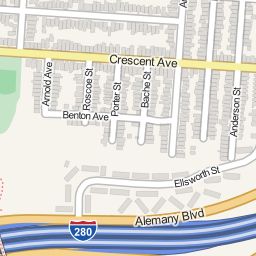 Crescent Ave
Arnold Ave
Roscoe St
Porter St
Bache St
Anderson St
Benton Ave
Ellsworth St
Alemany Blvd
280